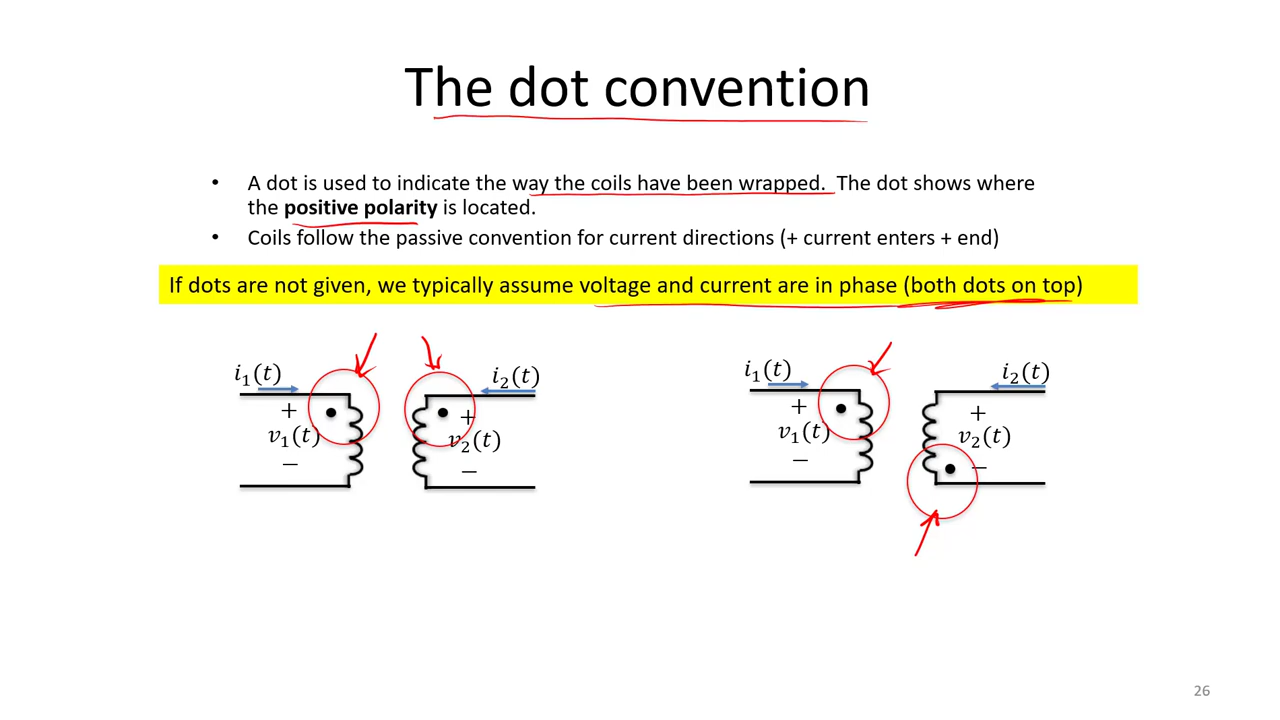 The dot convention
• A dot is used to indicate the way the coils have been wrapped. The dot shows where
the positive polarity is located.
• Coils follow the passive convention for current directions (+ current enters + end)
If dots are not given, we typically assume voltage and current are in phase (both dots on top)
i₁(t)
+
v₁(t)
−
i₂(t)
+
v₂(t)
−
i₁(t)
+
v₁(t)
−
i₂(t)
+
v₂(t)
−
26